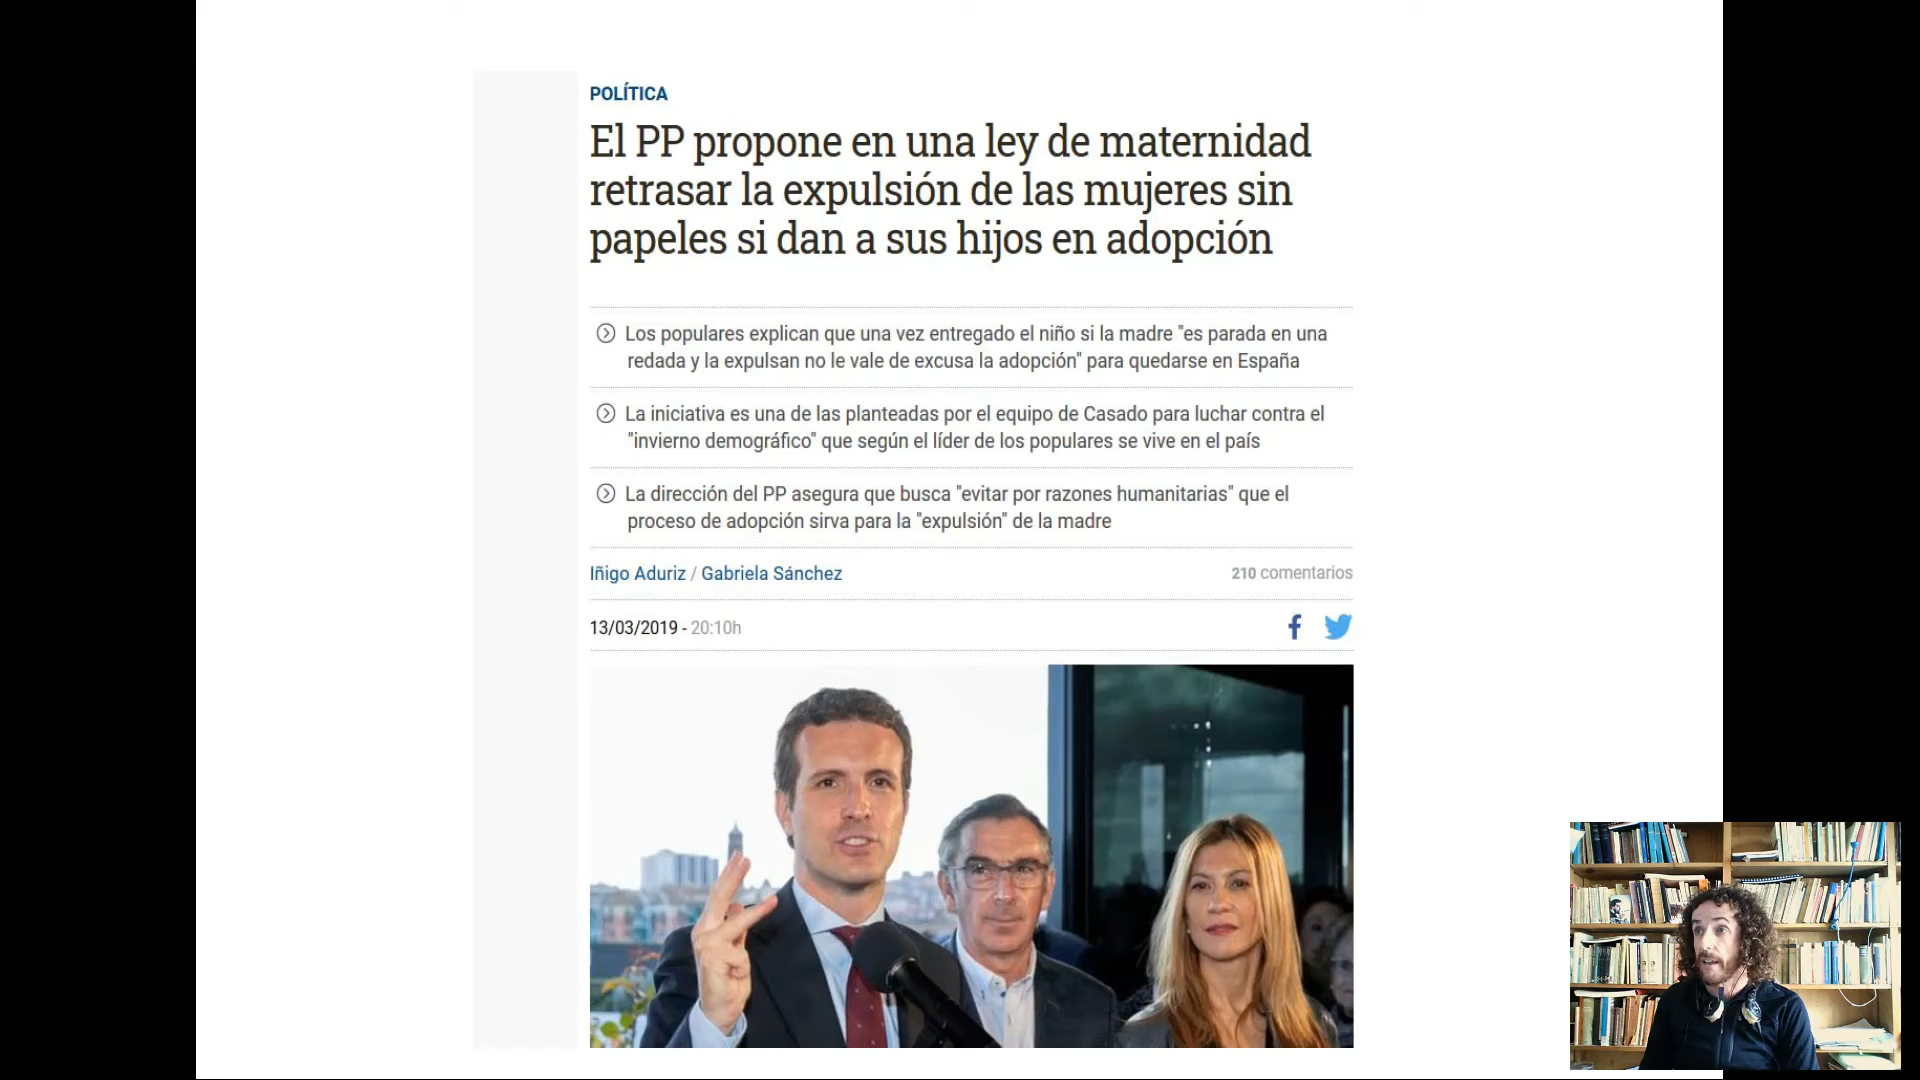 POLÍTICA
El PP propone en una ley de maternidad
retrasar la expulsión de las mujeres sin
papeles si dan a sus hijos en adopción
Los populares explican que una vez entregado el niño si la madre "es parada en una
redada y la expulsan no le vale de excusa la adopción" para quedarse en España
La iniciativa es una de las planteadas por el equipo de Casado para luchar contra el
"invierno demográfico" que según el líder de los populares se vive en el país
La dirección del PP asegura que busca "evitar por razones humanitarias" que el
proceso de adopción sirva para la "expulsión" de la madre
Iñigo Aduriz / Gabriela Sánchez
210 comentarios
13/03/2019 - 20:10h